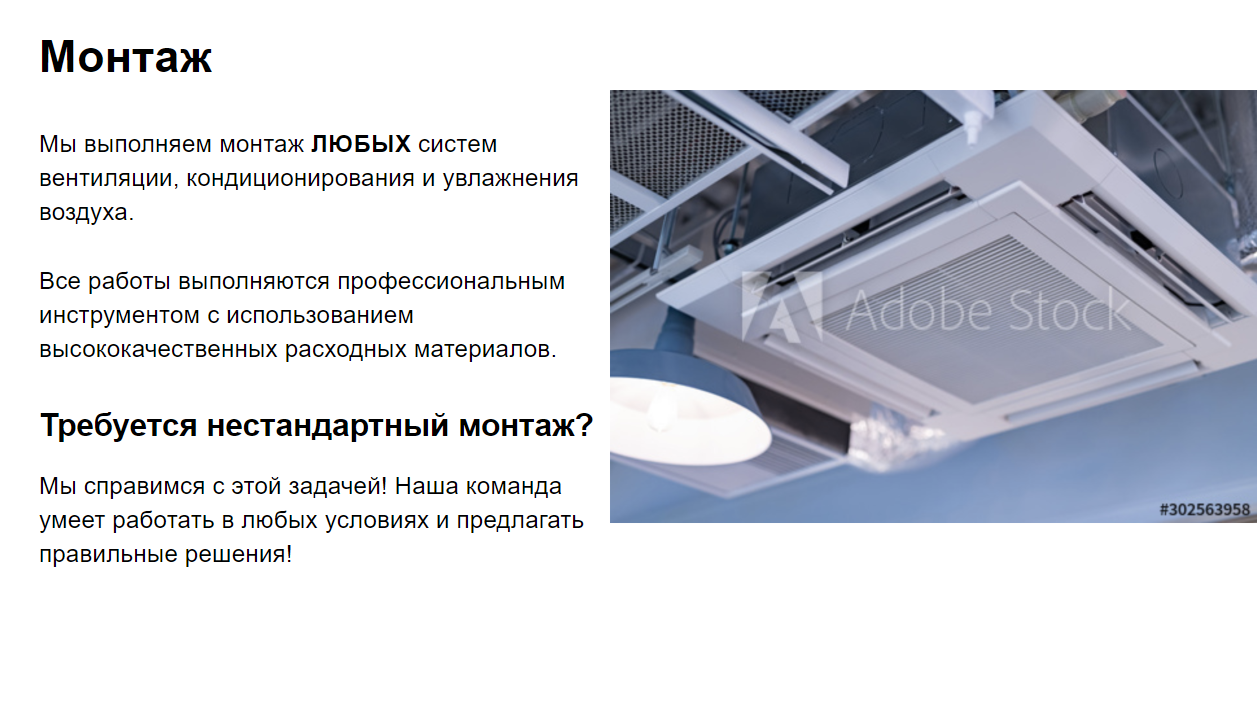 Монтаж
Мы выполняем монтаж ЛЮБЫХ систем
вентиляции, кондиционирования и увлажнения
воздуха.
Все работы выполняются профессиональным
инструментом с использованием
высококачественных расходных материалов.
Требуется нестандартный монтаж?
Мы справимся с этой задачей! Наша команда
умеет работать в любых условиях и предлагать
правильные решения!
Adobe Stock
#302563958